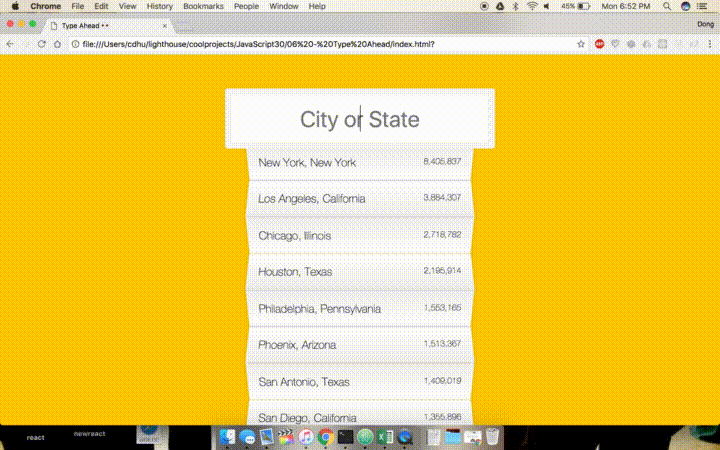 Chrome File Edit View History Bookmarks People Window Help 45% Mon 6:52 PM
Type Ahead
Dong
file:///Users/cdhu/lighthouse/coolprojects/JavaScript30/06%20-%20Type%20Ahead/index.html?
City or State
New York, New York 8,405,837
Los Angeles, California 3,884,307
Chicago, Illinois 2,718,782
Houston, Texas 2,195,914
Philadelphia, Pennsylvania 1,553,165
Phoenix, Arizona 1,513,367
San Antonio, Texas 1,409,019
San Diego, California 1,355,896
react newreact